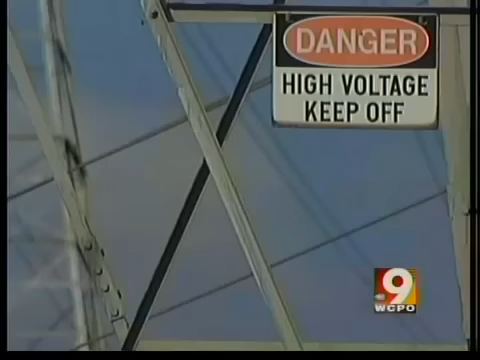 DANGER
HIGH VOLTAGE
KEEP OFF
9
WCPO